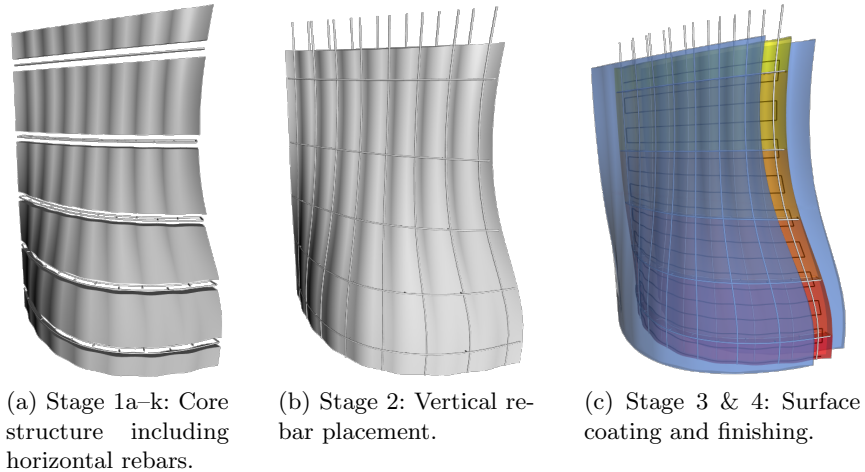 (a) Stage 1a–k: Core
structure including
horizontal rebars.
(b) Stage 2: Vertical re-
bar placement.
(c) Stage 3 & 4: Surface
coating and finishing.